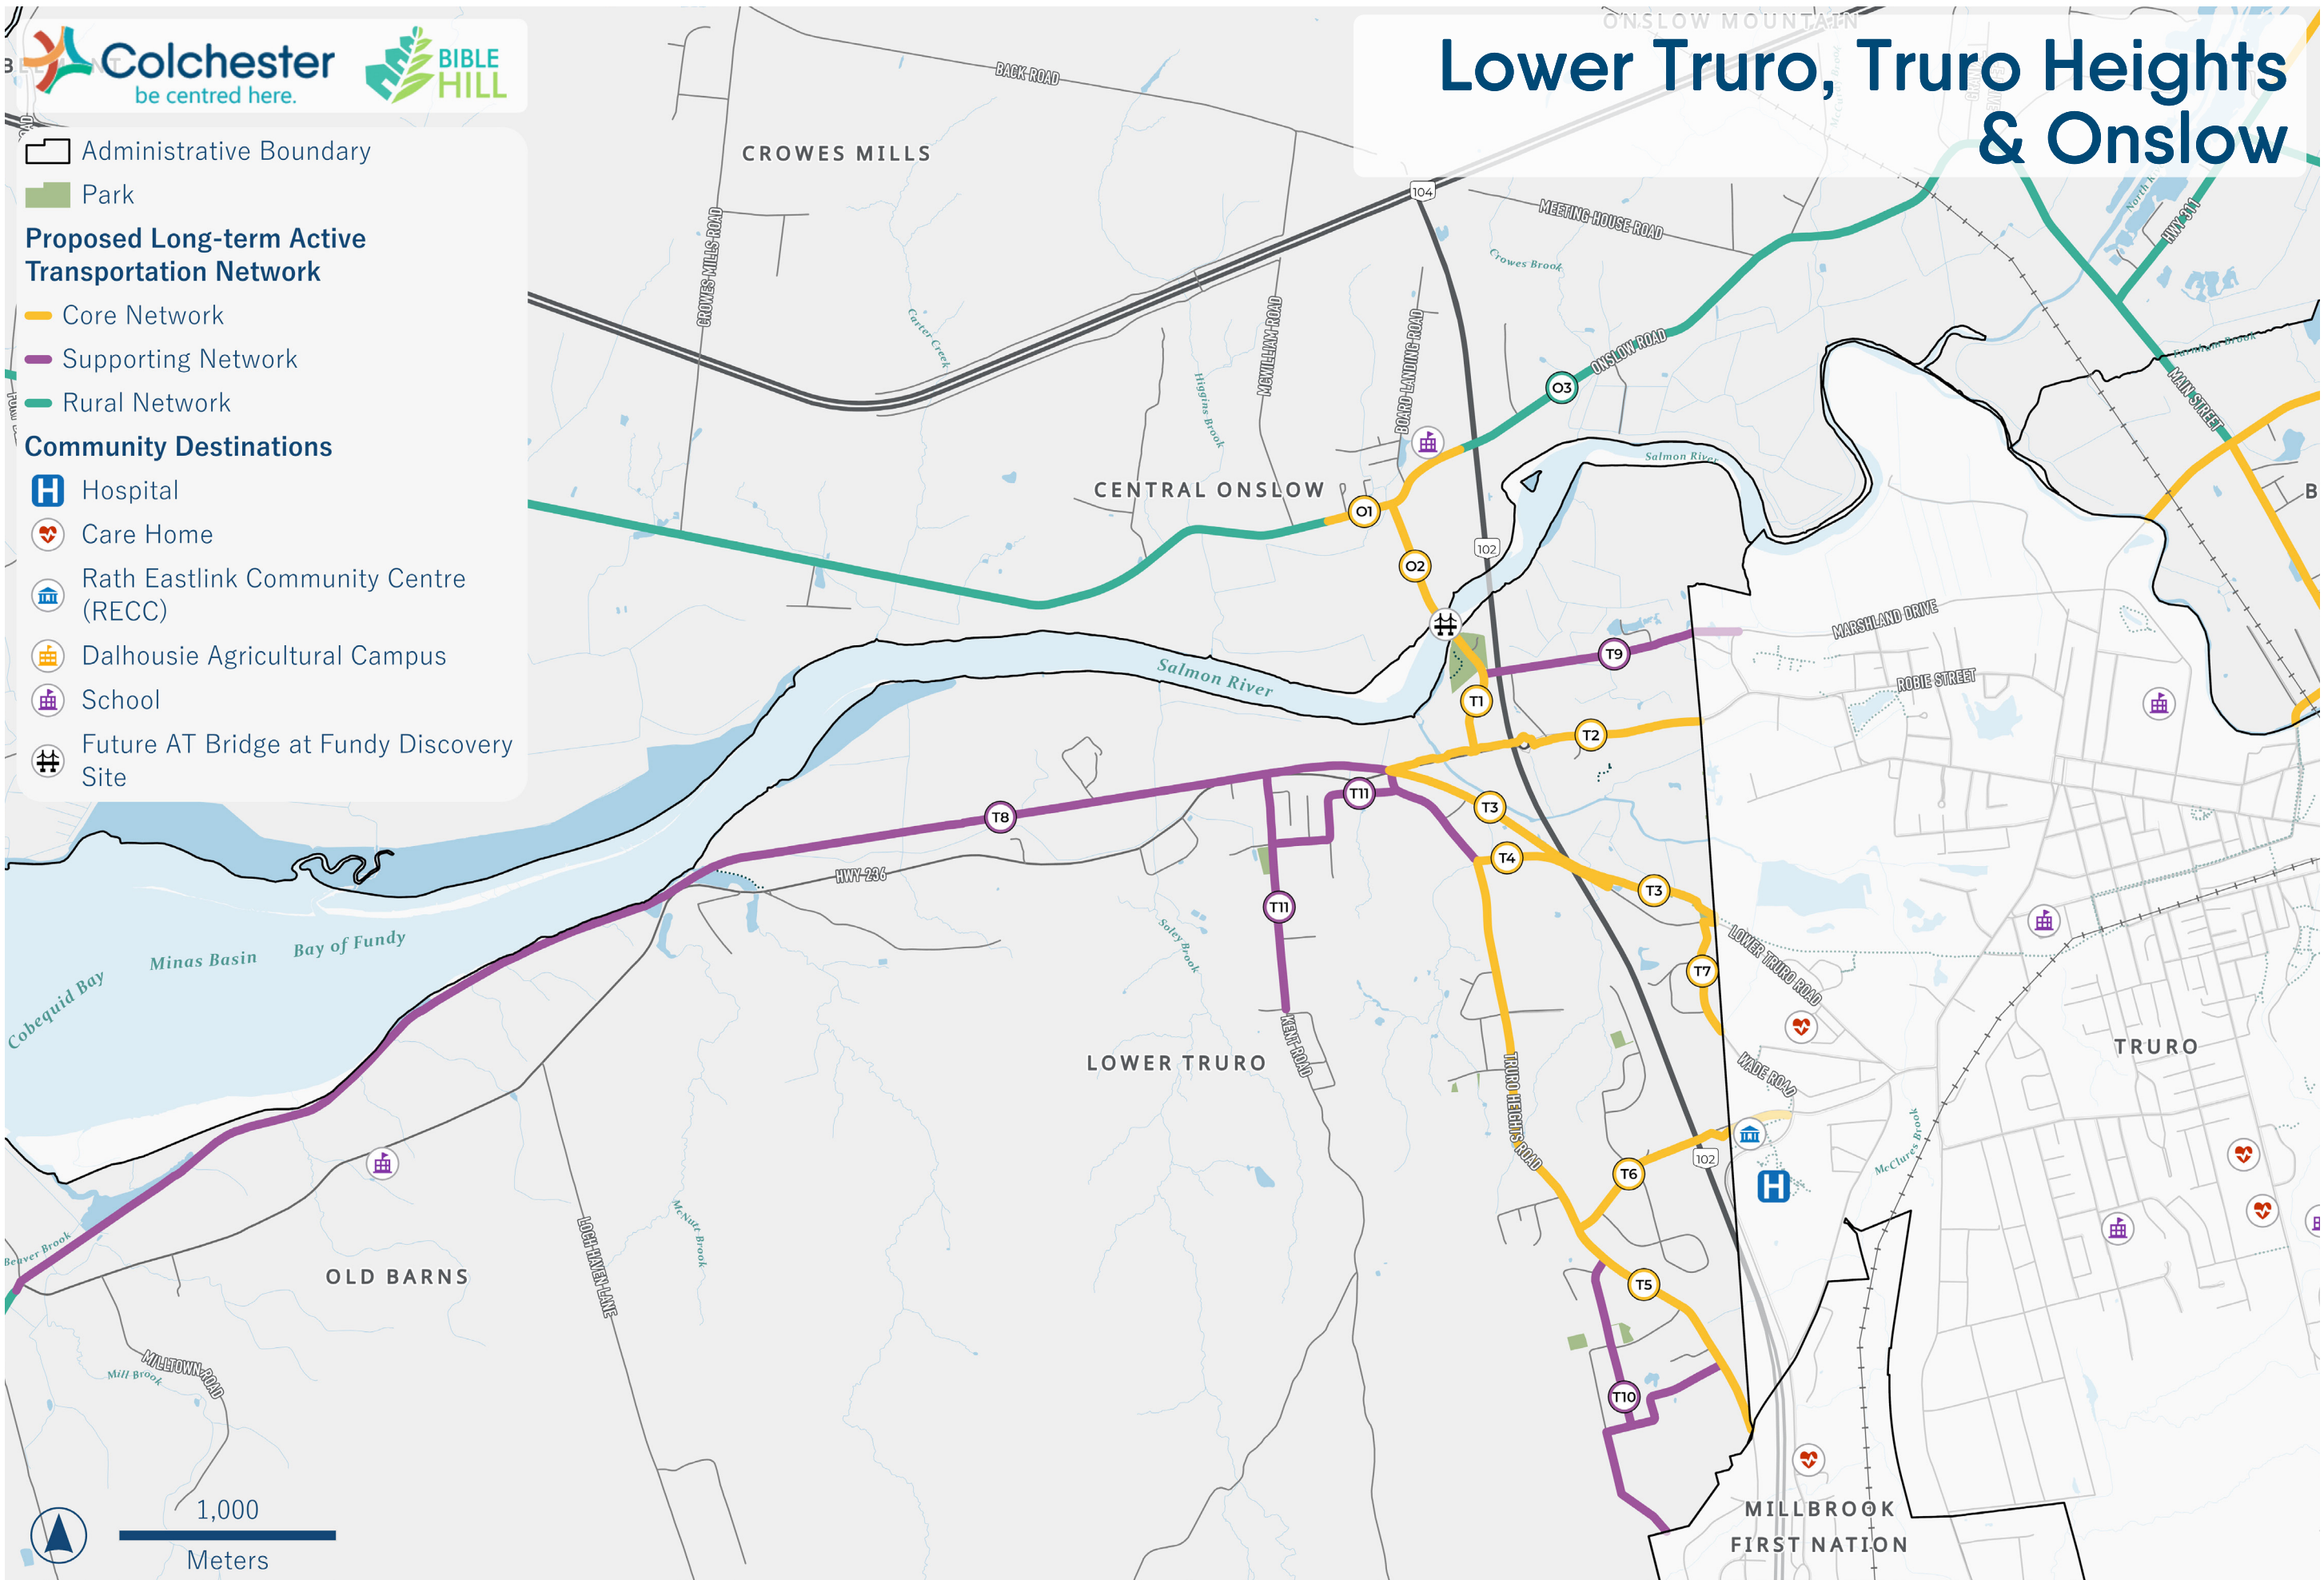 Colchester
be centred here.
BIBLE
HILL
ONSLOW MOUNTAIN
Lower Truro, Truro Heights
& Onslow
Administrative Boundary
Park
Proposed Long-term Active
Transportation Network
Core Network
Supporting Network
Rural Network
Community Destinations
H Hospital
Care Home
Rath Eastlink Community Centre
(RECC)
Dalhousie Agricultural Campus
School
Future AT Bridge at Fundy Discovery
Site
BACK ROAD
CROWES MILLS
CROWES MILLS ROAD
104
MEETING HOUSE ROAD
Crowes Brook
HWY 311
Carter Creek
MCWILLIAM ROAD
BOARD LANDING ROAD
Higgins Brook
ONSLOW ROAD
O3
Farnham Brook
MAIN STREET
Salmon River
CENTRAL ONSLOW
O1
102
O2
MARSHLAND DRIVE
T9
Salmon River
ROBIE STREET
T1
T2
T11
T3
T8
T4
HWY 236
T3
T11
LOWER TRURO ROAD
Cobequid Bay
Minas Basin
Bay of Fundy
Soley Brook
T7
KENT ROAD
LOWER TRURO
TRURO HEIGHTS ROAD
TRURO
WADE ROAD
McClures Brook
102
T6
H
Beaver Brook
OLD BARNS
LOCH HAVEN LANE
McNutt Brook
T5
MILLTOWN ROAD
Mill Brook
T10
MILLBROOK
FIRST NATION
1,000
Meters